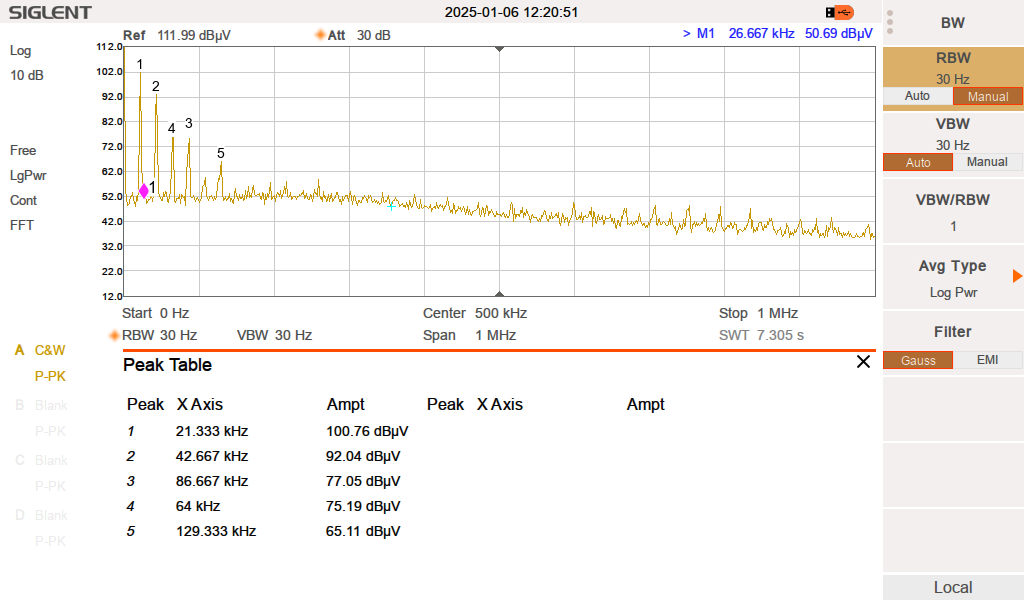 SIGLENT 2025-01-06 12:20:51
Ref 111.99 dBµV Att 30 dB > M1 26.667 kHz 50.69 dBµV
Log
10 dB
Free
LgPwr
Cont
FFT
112.0
102.0
92.0
82.0
72.0
62.0
52.0
42.0
32.0
22.0
12.0
1
2
4 3
5
1
Start 0 Hz Center 500 kHz Stop 1 MHz
RBW 30 Hz VBW 30 Hz Span 1 MHz SWT 7.305 s
A C&W
P-PK
B Blank
P-PK
C Blank
P-PK
D Blank
P-PK
Peak Table
Peak X Axis Ampt Peak X Axis Ampt
1 21.333 kHz 100.76 dBµV
2 42.667 kHz 92.04 dBµV
3 86.667 kHz 77.05 dBµV
4 64 kHz 75.19 dBµV
5 129.333 kHz 65.11 dBµV
BW
RBW
30 Hz
Auto Manual
VBW
30 Hz
Auto Manual
VBW/RBW
1
Avg Type
Log Pwr
Filter
Gauss EMI
Local